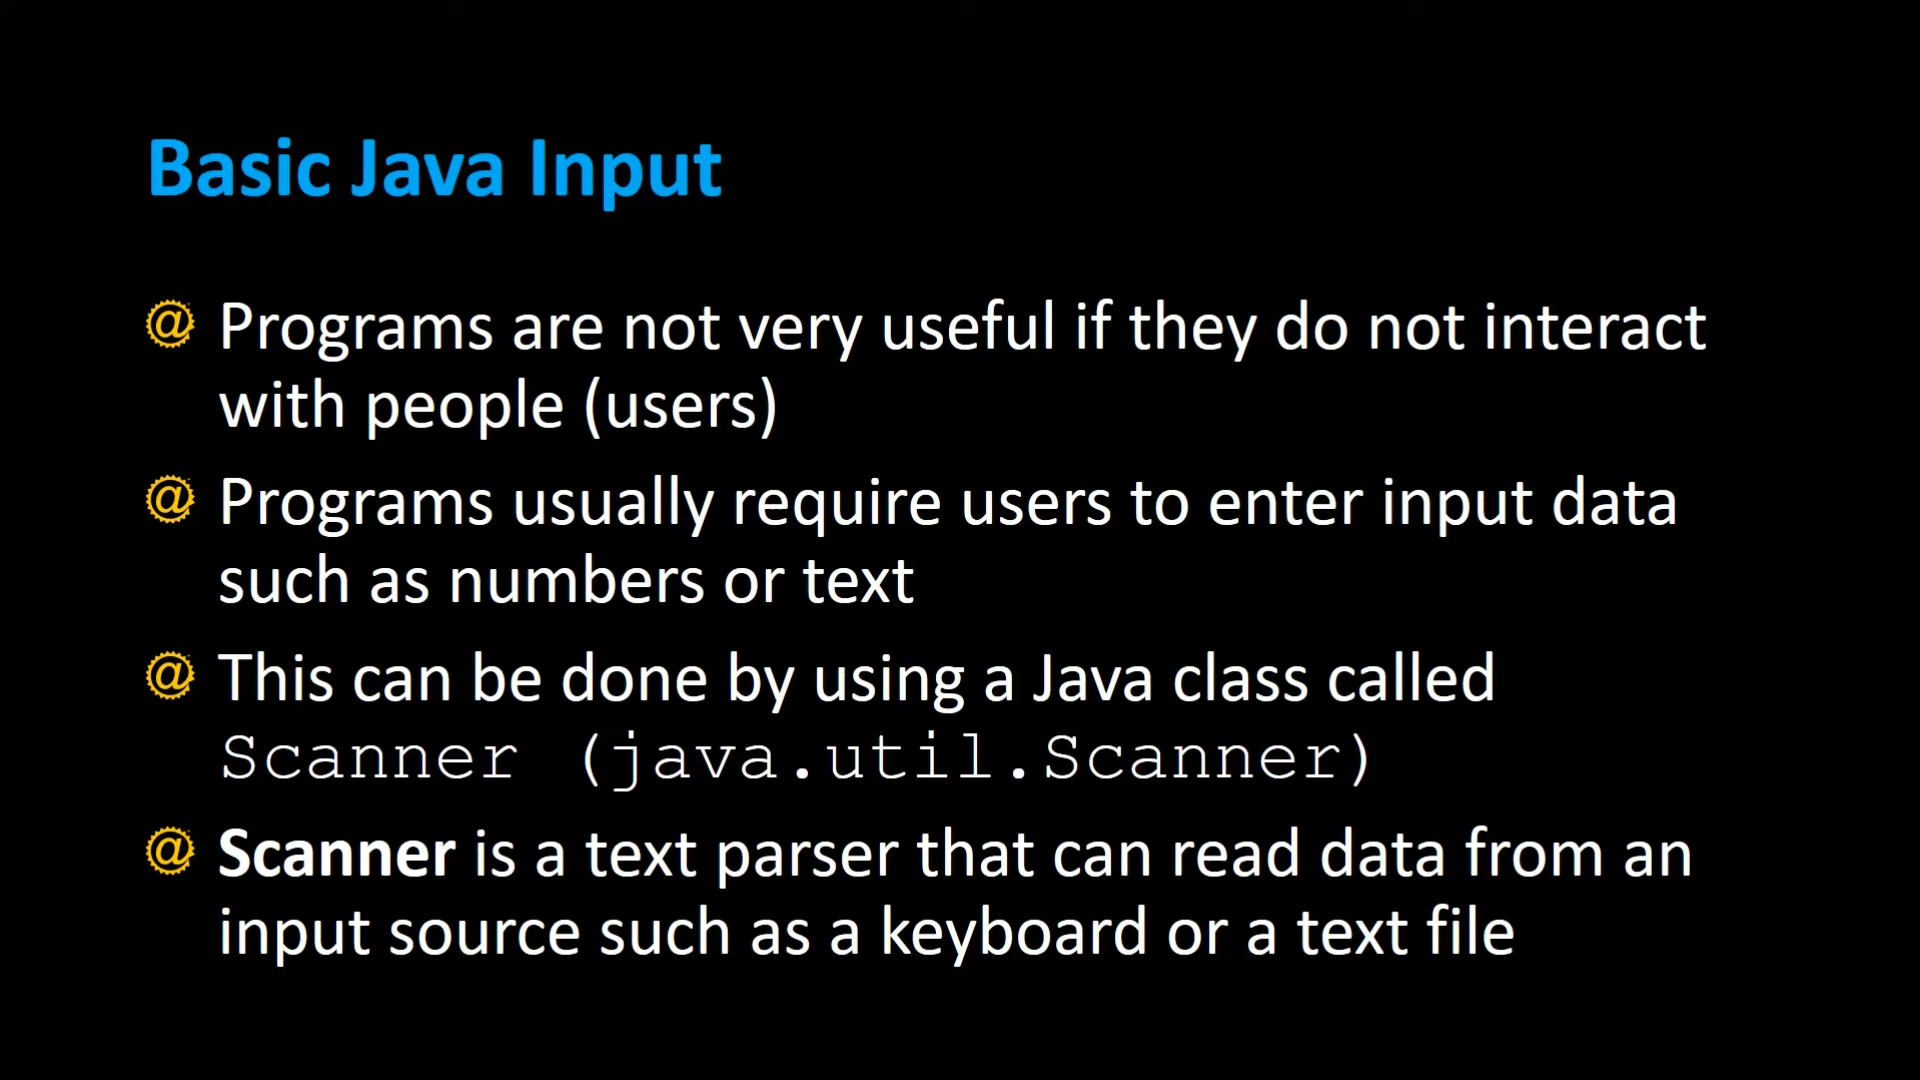 Basic Java Input
@ Programs are not very useful if they do not interact
with people (users)
@ Programs usually require users to enter input data
such as numbers or text
@ This can be done by using a Java class called
Scanner (java.util.Scanner)
@ Scanner is a text parser that can read data from an
input source such as a keyboard or a text file